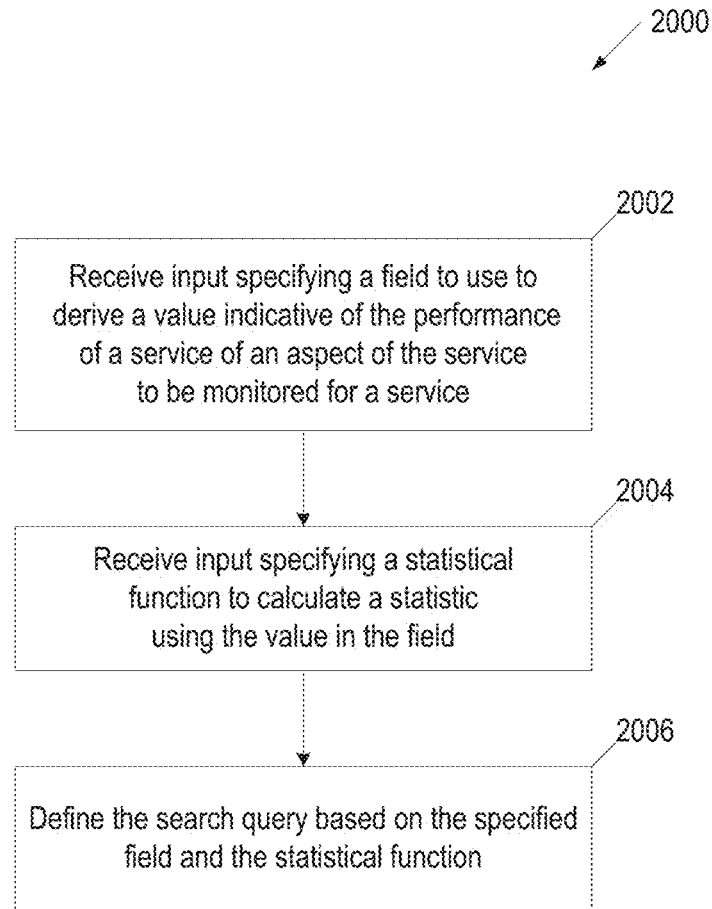 2000
2002
Receive input specifying a field to use to
derive a value indicative of the performance
of a service of an aspect of the service
to be monitored for a service
2004
Receive input specifying a statistical
function to calculate a statistic
using the value in the field
2006
Define the search query based on the specified
field and the statistical function